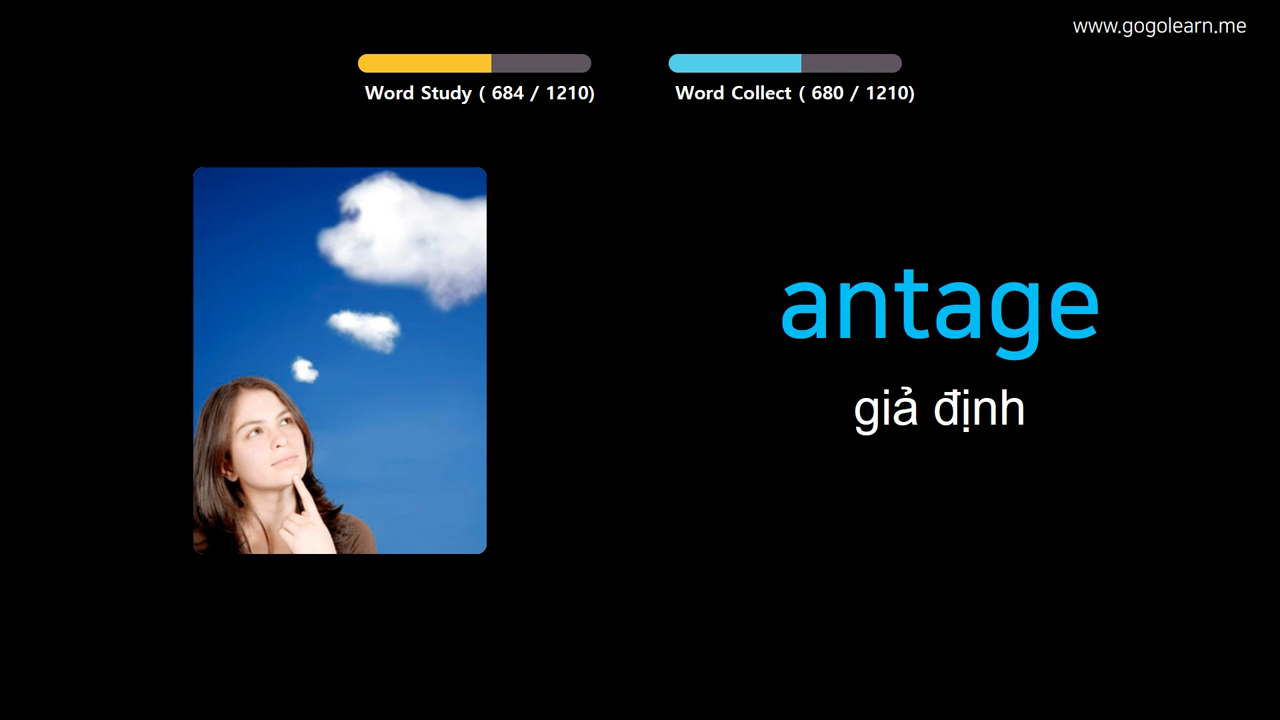 www.gogolearn.me
Word Study ( 684 / 1210)
Word Collect ( 680 / 1210)
antage
giả định